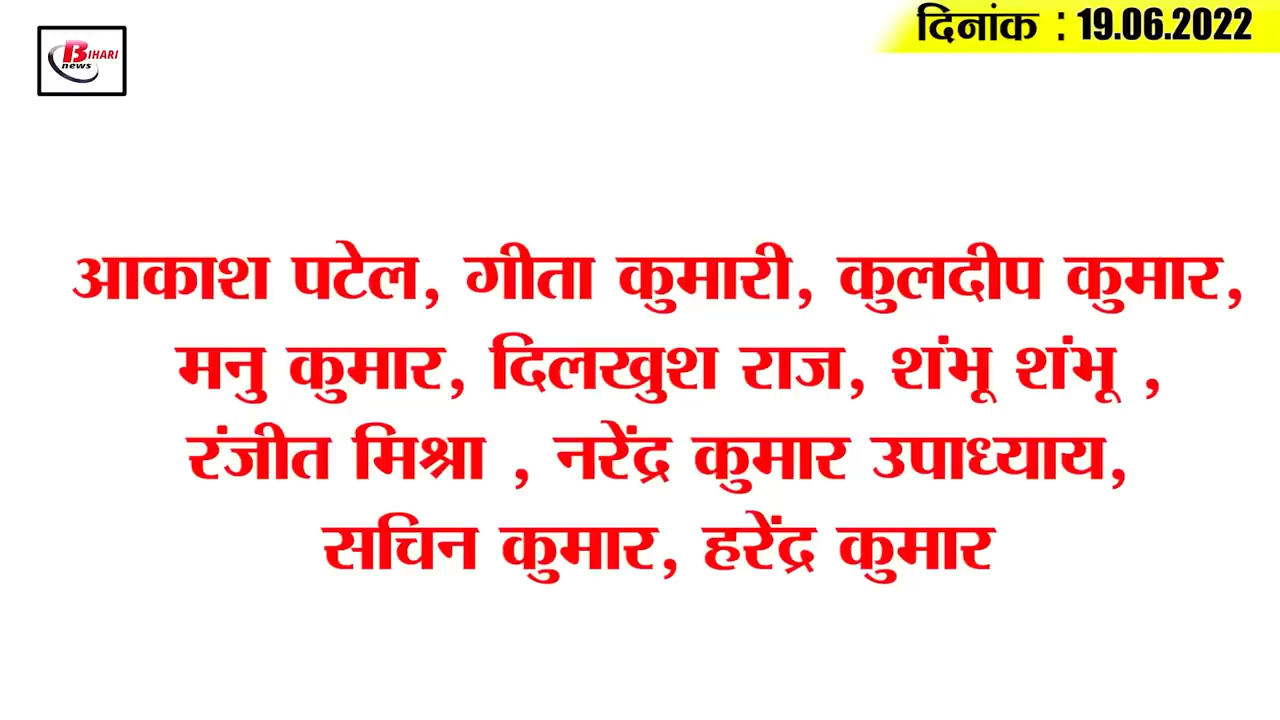 BIHARI
news
दिनांक : 19.06.2022
आकाश पटेल, गीता कुमारी, कुलदीप कुमार,
मनु कुमार, दिलखुश राज, शंभू शंभू ,
रंजीत मिश्रा , नरेंद्र कुमार उपाध्याय,
सचिन कुमार, हरेंद्र कुमार